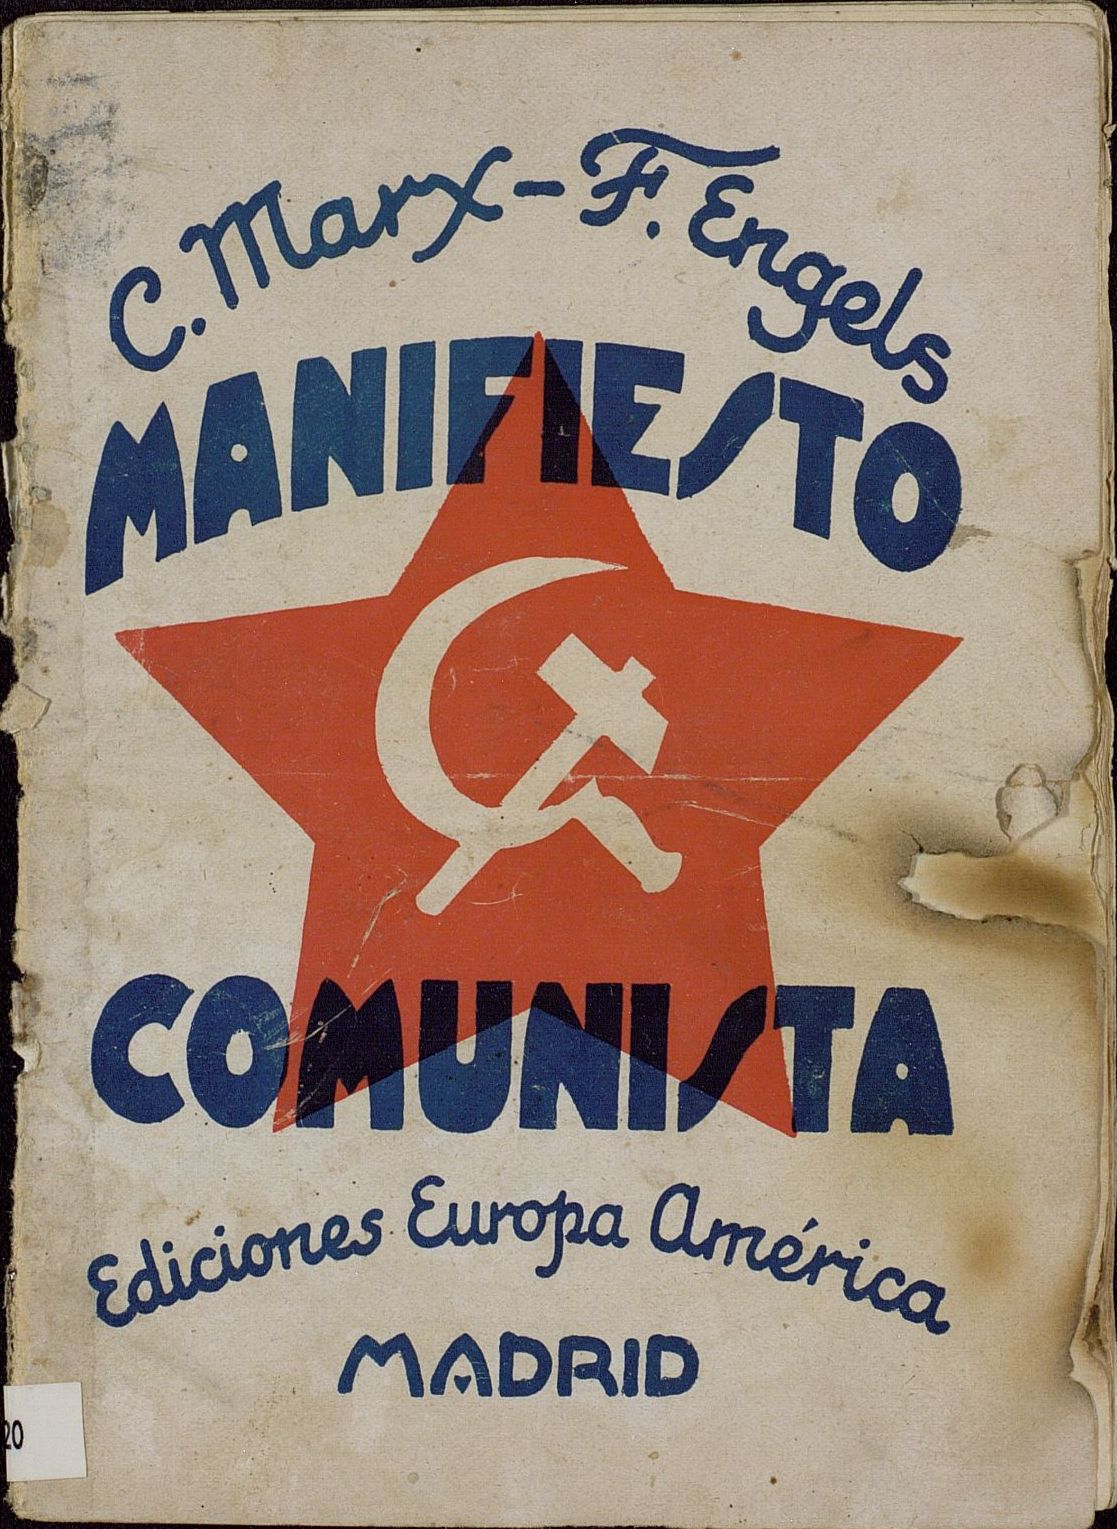 C. Marx - F. Engels
MANIFIESTO
COMUNISTA
Ediciones Europa América
MADRID
20